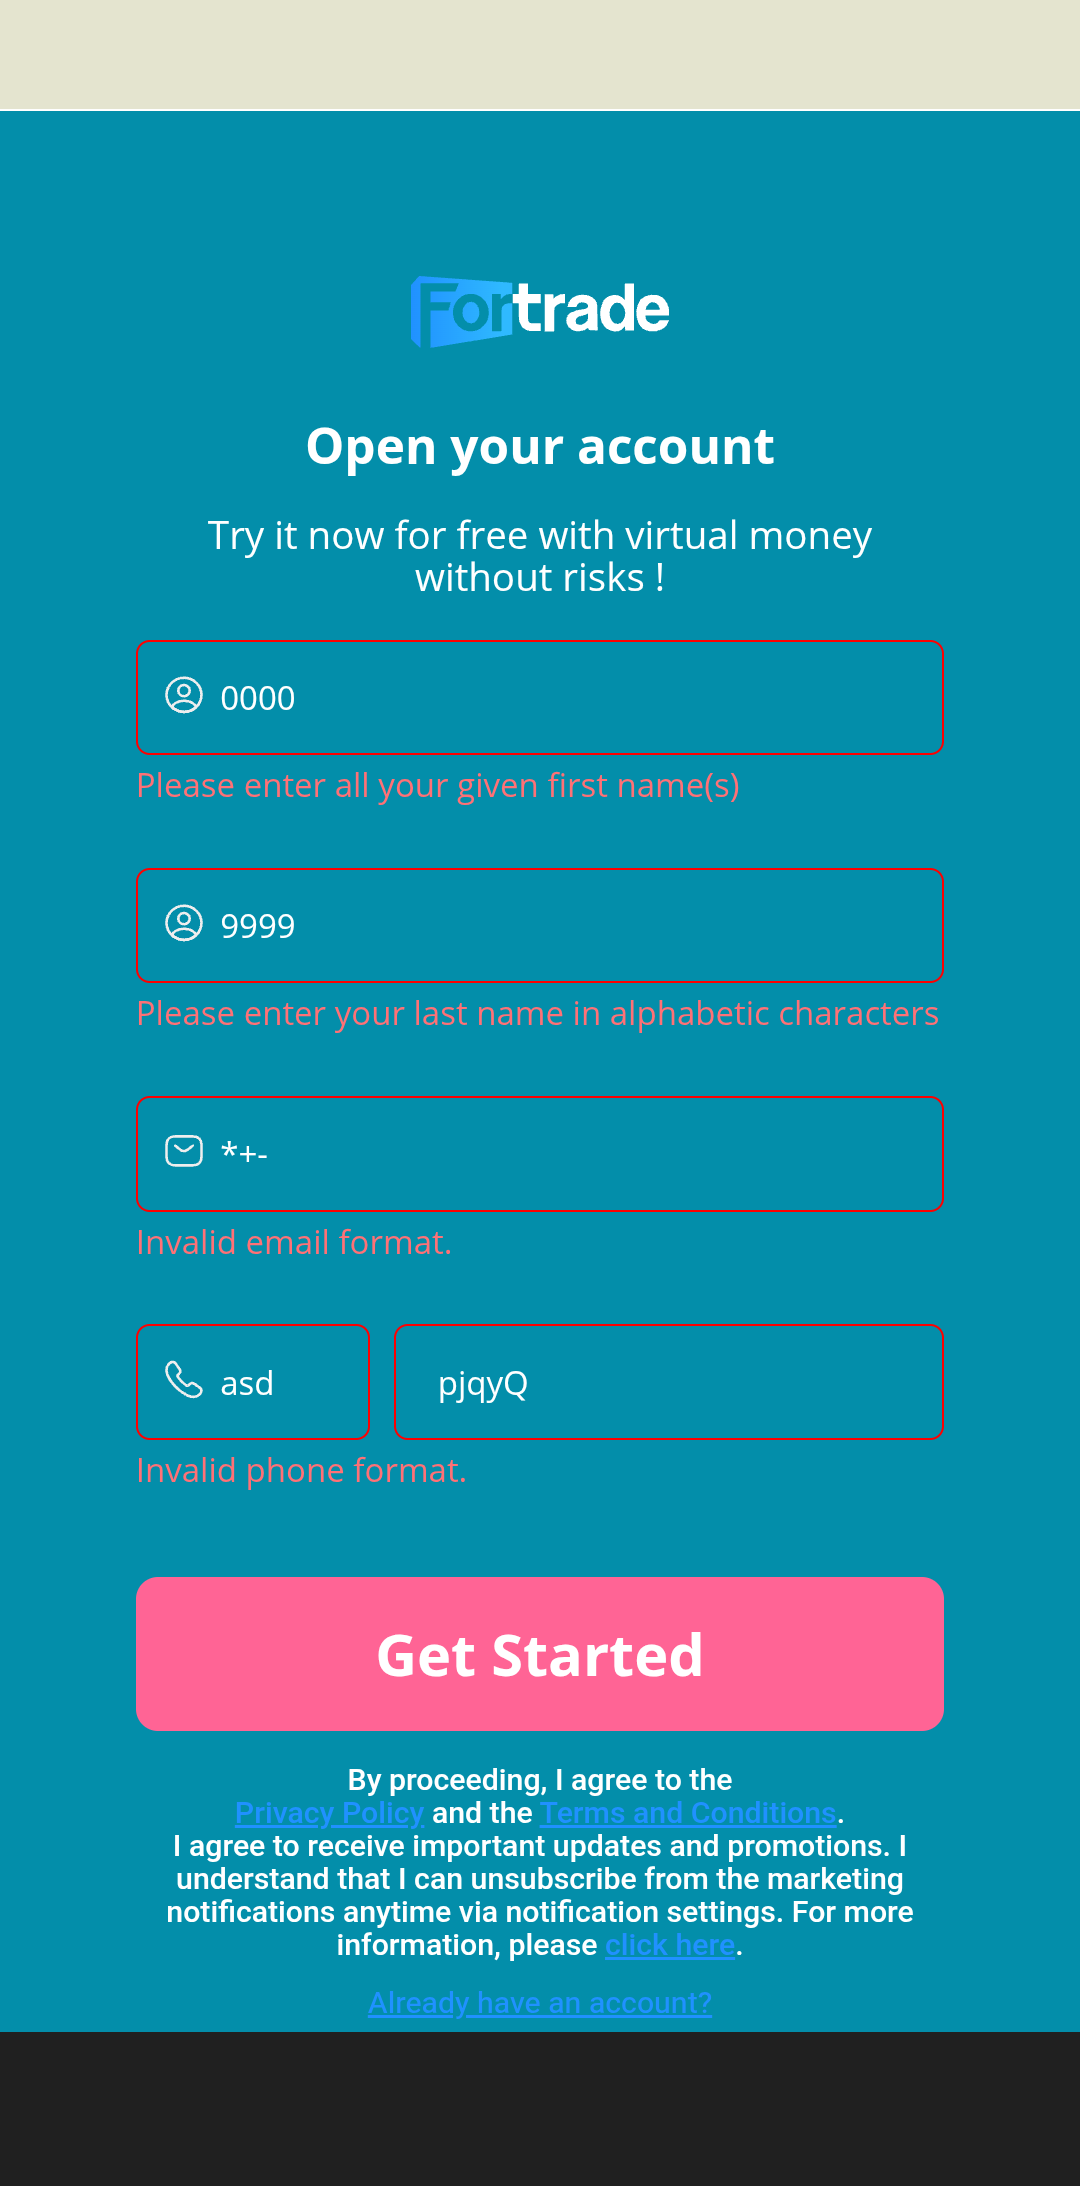 Fortrade
Open your account
Try it now for free with virtual money
without risks !
0000
Please enter all your given first name(s)
9999
Please enter your last name in alphabetic characters
*+-
Invalid email format.
asd pjqyQ
Invalid phone format.
Get Started
By proceeding, I agree to the
Privacy Policy and the Terms and Conditions.
I agree to receive important updates and promotions. I
understand that I can unsubscribe from the marketing
notifications anytime via notification settings. For more
information, please click here.
Already have an account?